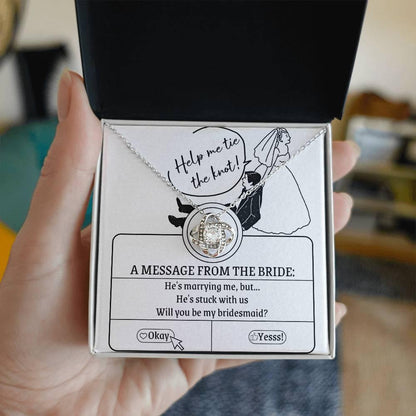 Help me tie
the knot!
A MESSAGE FROM THE BRIDE:
He's marrying me, but...
He's stuck with us
Will you be my bridesmaid?
Okay
Yesss!